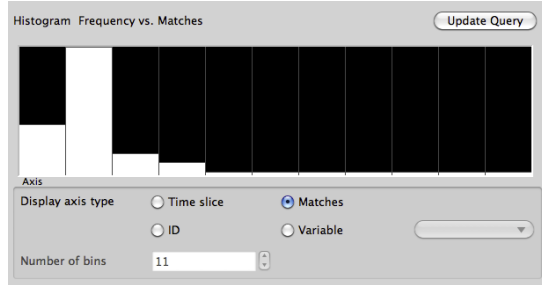 Histogram Frequency vs. Matches Update Query
Axis
Display axis type Time slice Matches
ID Variable
Number of bins 11